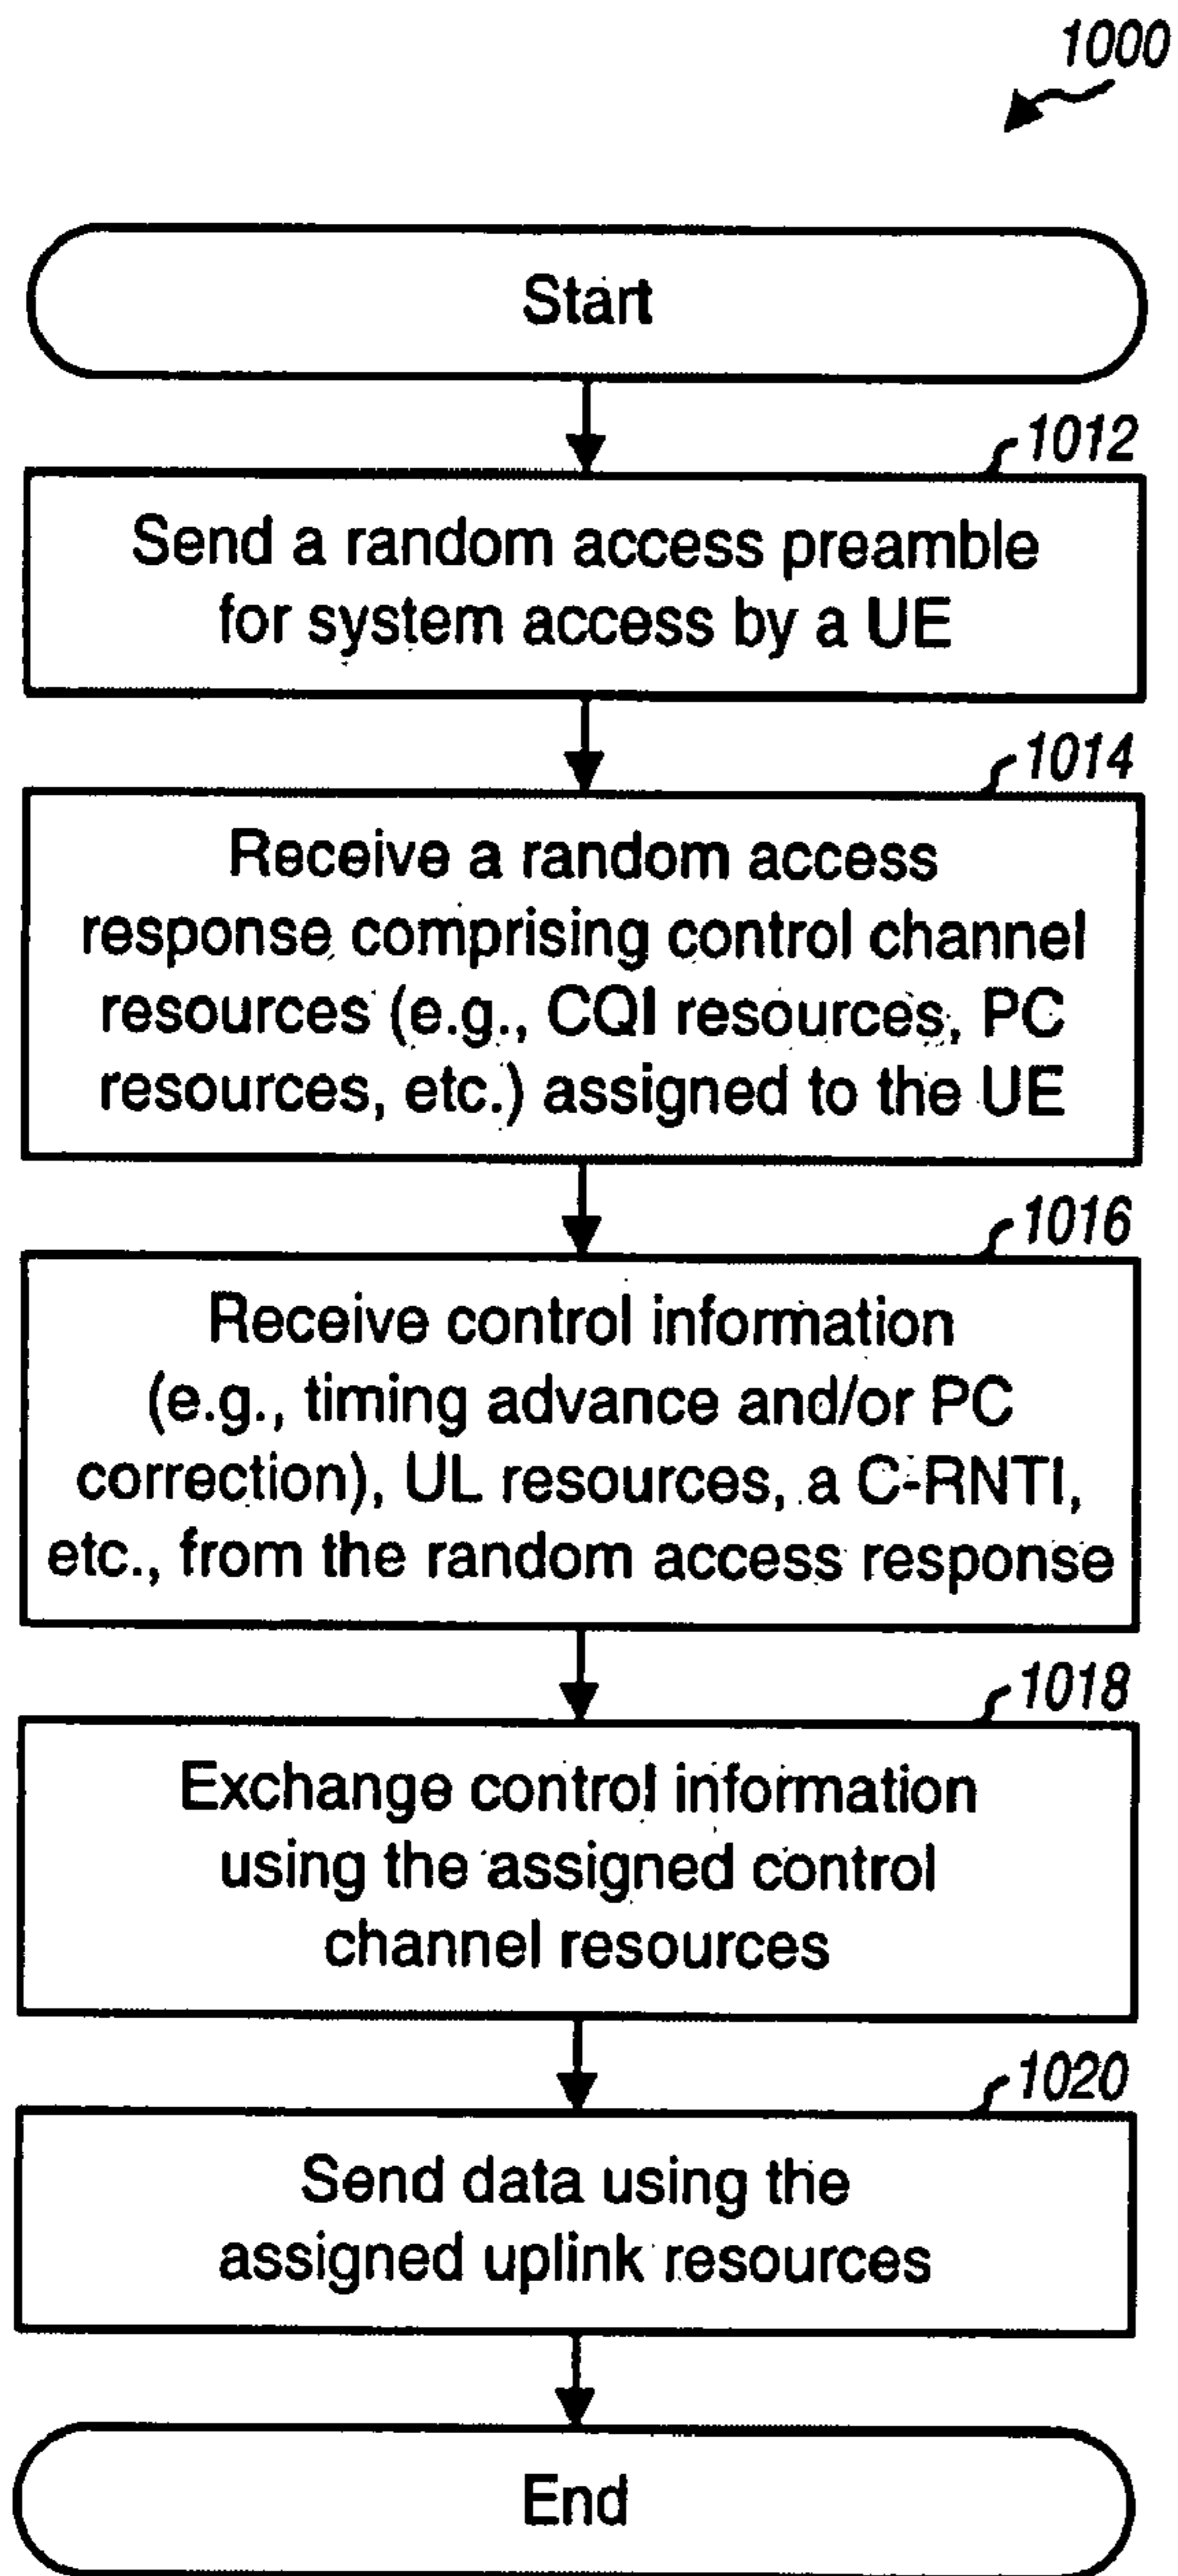 1000
Start
1012
Send a random access preamble
for system access by a UE
1014
Receive a random access
response comprising control channel
resources (e.g., CQI resources, PC
resources, etc.) assigned to the UE
1016
Receive control information
(e.g., timing advance and/or PC
correction), UL resources, a C-RNTI,
etc., from the random access response
1018
Exchange control information
using the assigned control
channel resources
1020
Send data using the
assigned uplink resources
End